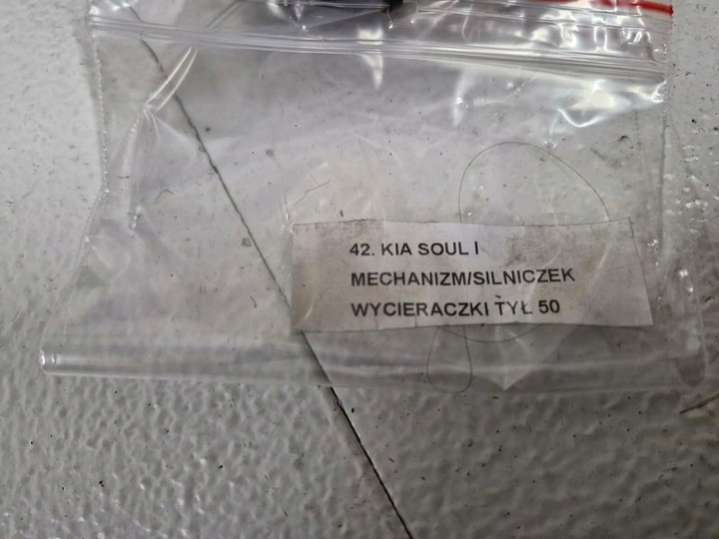 42. KIA SOUL I
MECHANIZM/SILNICZEK
WYCIERACZKI TYŁ 50